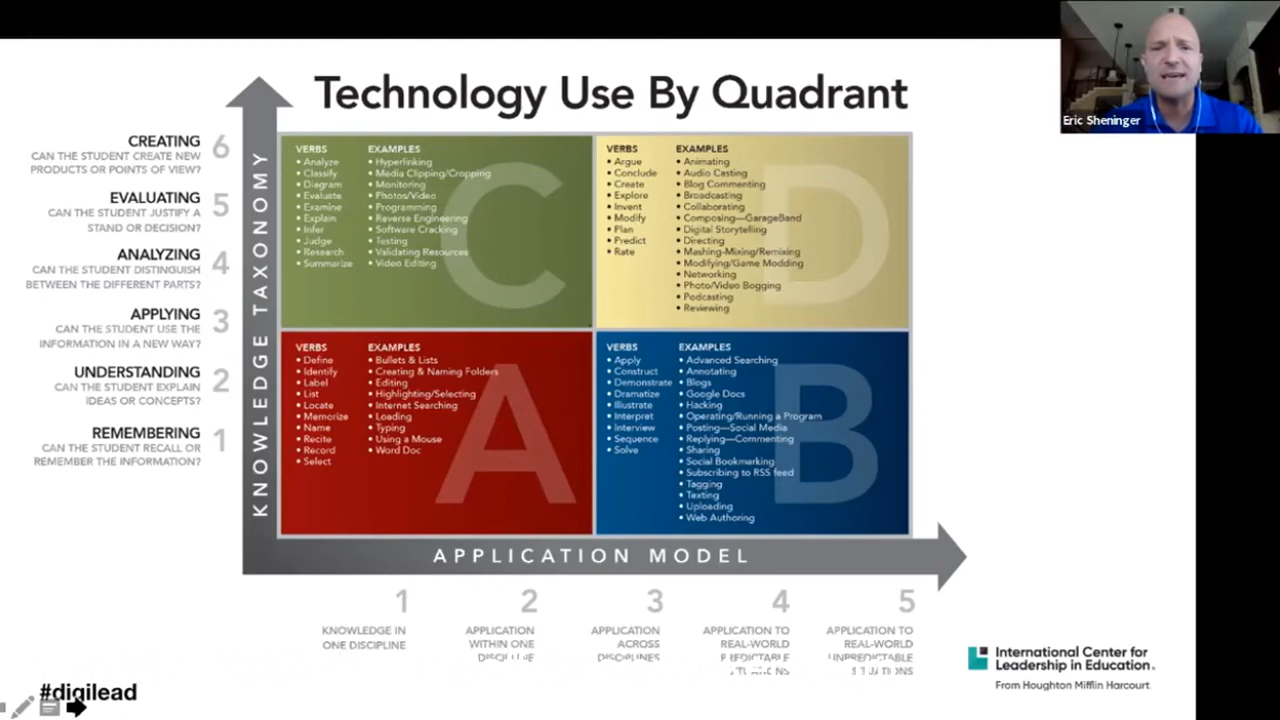 Technology Use By Quadrant
Eric Sheninger
CREATING 6
CAN THE STUDENT CREATE NEW
PRODUCTS OR POINTS OF VIEW?
EVALUATING 5
CAN THE STUDENT JUSTIFY A
STAND OR DECISION?
ANALYZING 4
CAN THE STUDENT DISTINGUISH
BETWEEN THE DIFFERENT PARTS?
APPLYING 3
CAN THE STUDENT USE THE
INFORMATION IN A NEW WAY?
UNDERSTANDING 2
CAN THE STUDENT EXPLAIN
IDEAS OR CONCEPTS?
REMEMBERING 1
CAN THE STUDENT RECALL OR
REMEMBER THE INFORMATION?
KNOWLEDGE TAXONOMY
C
VERBS
• Analyze
• Classify
• Diagram
• Evaluate
• Examine
• Explain
• Infer
• Judge
• Research
• Summarize
EXAMPLES
• Hyperlinking
• Media Clipping/Cropping
• Monitoring
• Photos/Video
• Programming
• Reverse Engineering
• Software Cracking
• Testing
• Validating Resources
• Video Editing
D
VERBS
• Argue
• Conclude
• Create
• Explore
• Invent
• Modify
• Plan
• Predict
• Rate
EXAMPLES
• Animating
• Audio Casting
• Blog Commenting
• Broadcasting
• Collaborating
• Composing—GarageBand
• Digital Storytelling
• Directing
• Mashing-Mixing/Remixing
• Modifying/Game Modding
• Networking
• Photo/Video Bogging
• Podcasting
• Reviewing
A
VERBS
• Define
• Identify
• Label
• List
• Locate
• Memorize
• Name
• Recite
• Record
• Select
EXAMPLES
• Bullets & Lists
• Creating & Naming Folders
• Editing
• Highlighting/Selecting
• Internet Searching
• Loading
• Typing
• Using a Mouse
• Word Doc
B
VERBS
• Apply
• Construct
• Demonstrate
• Dramatize
• Illustrate
• Interpret
• Interview
• Sequence
• Solve
EXAMPLES
• Advanced Searching
• Annotating
• Blogs
• Google Docs
• Hacking
• Operating/Running a Program
• Posting—Social Media
• Replying—Commenting
• Sharing
• Social Bookmarking
• Subscribing to RSS feed
• Tagging
• Texting
• Uploading
• Web Authoring
APPLICATION MODEL
1
KNOWLEDGE IN
ONE DISCIPLINE
2
APPLICATION
WITHIN ONE
DISCIPLINE
3
APPLICATION
ACROSS
DISCIPLINES
4
APPLICATION TO
REAL-WORLD
PREDICTABLE
5
APPLICATION TO
REAL-WORLD
UNPREDICTABLE
SITUATIONS
International Center for
Leadership in Education.
From Houghton Mifflin Harcourt
#digilead